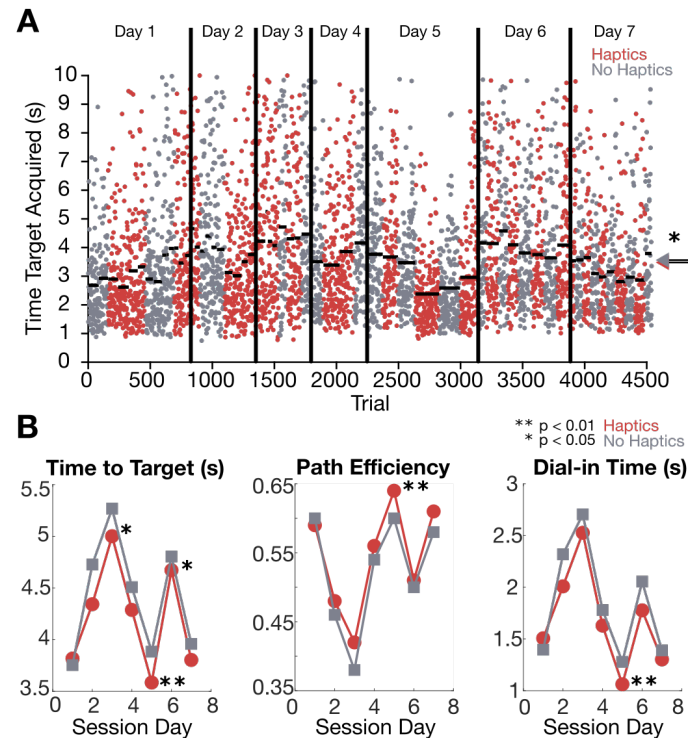 A
Day 1 Day 2 Day 3 Day 4 Day 5 Day 6 Day 7
Haptics
No Haptics
Time Target Acquired (s)
10
9
8
7
6
5
4
3
2
1
0
*
0 500 1000 1500 2000 2500 3000 3500 4000 4500
Trial
B
** p < 0.01 Haptics
* p < 0.05 No Haptics
Time to Target (s)
5.5
5
4.5
4
3.5
*
*
**
0 2 4 6 8
Session Day
Path Efficiency
0.65
0.55
0.45
0.35
**
0 2 4 6 8
Session Day
Dial-in Time (s)
3
2.5
2
1.5
1
**
0 2 4 6 8
Session Day